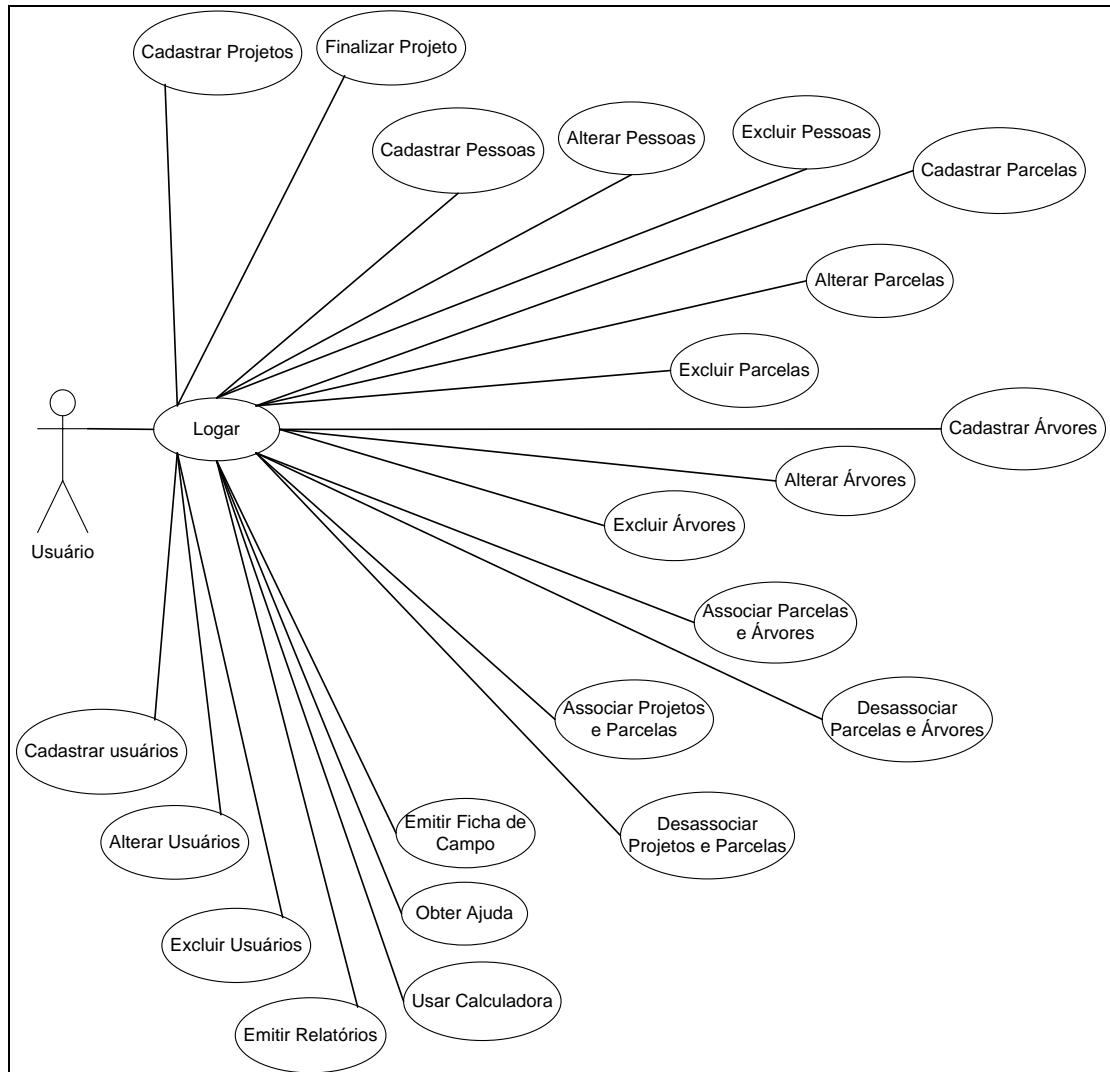 Cadastrar Projetos
Finalizar Projeto
Cadastrar Pessoas
Alterar Pessoas
Excluir Pessoas
Cadastrar Parcelas
Alterar Parcelas
Excluir Parcelas
Logar
Cadastrar Árvores
Alterar Árvores
Excluir Árvores
Usuário
Associar Parcelas
e Árvores
Associar Projetos
e Parcelas
Desassociar
Parcelas e Árvores
Cadastrar usuários
Alterar Usuários
Emitir Ficha de
Campo
Desassociar
Projetos e Parcelas
Obter Ajuda
Excluir Usuários
Usar Calculadora
Emitir Relatórios